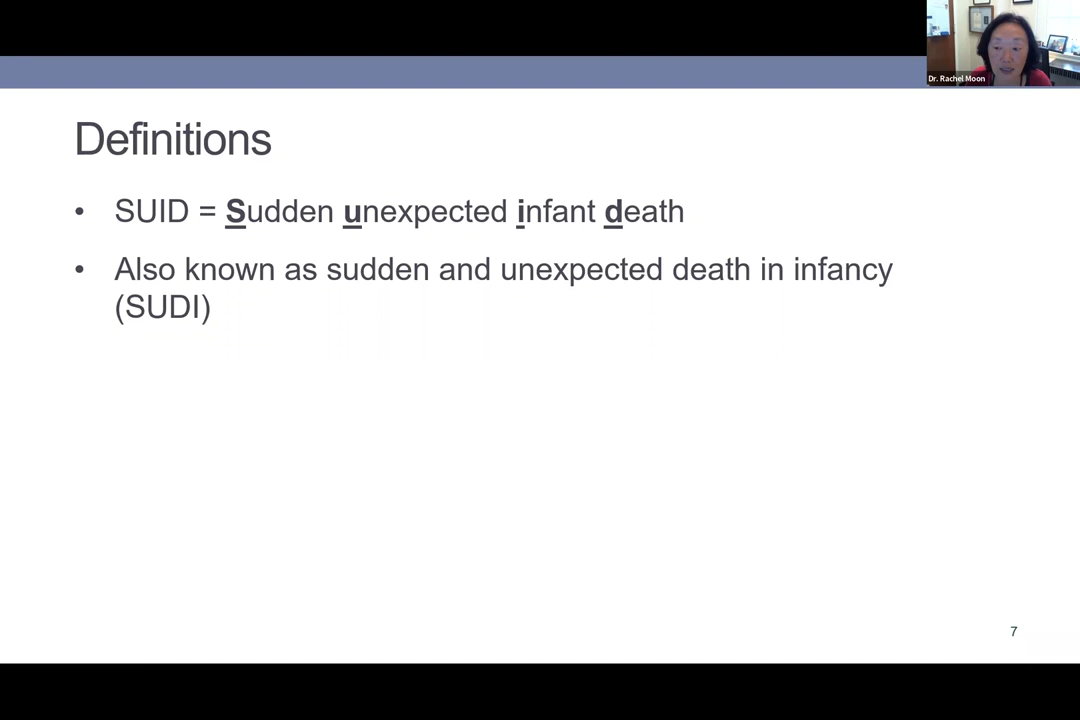 Dr. Rachel Moon
Definitions
• SUID = Sudden unexpected infant death
• Also known as sudden and unexpected death in infancy
(SUDI)
7